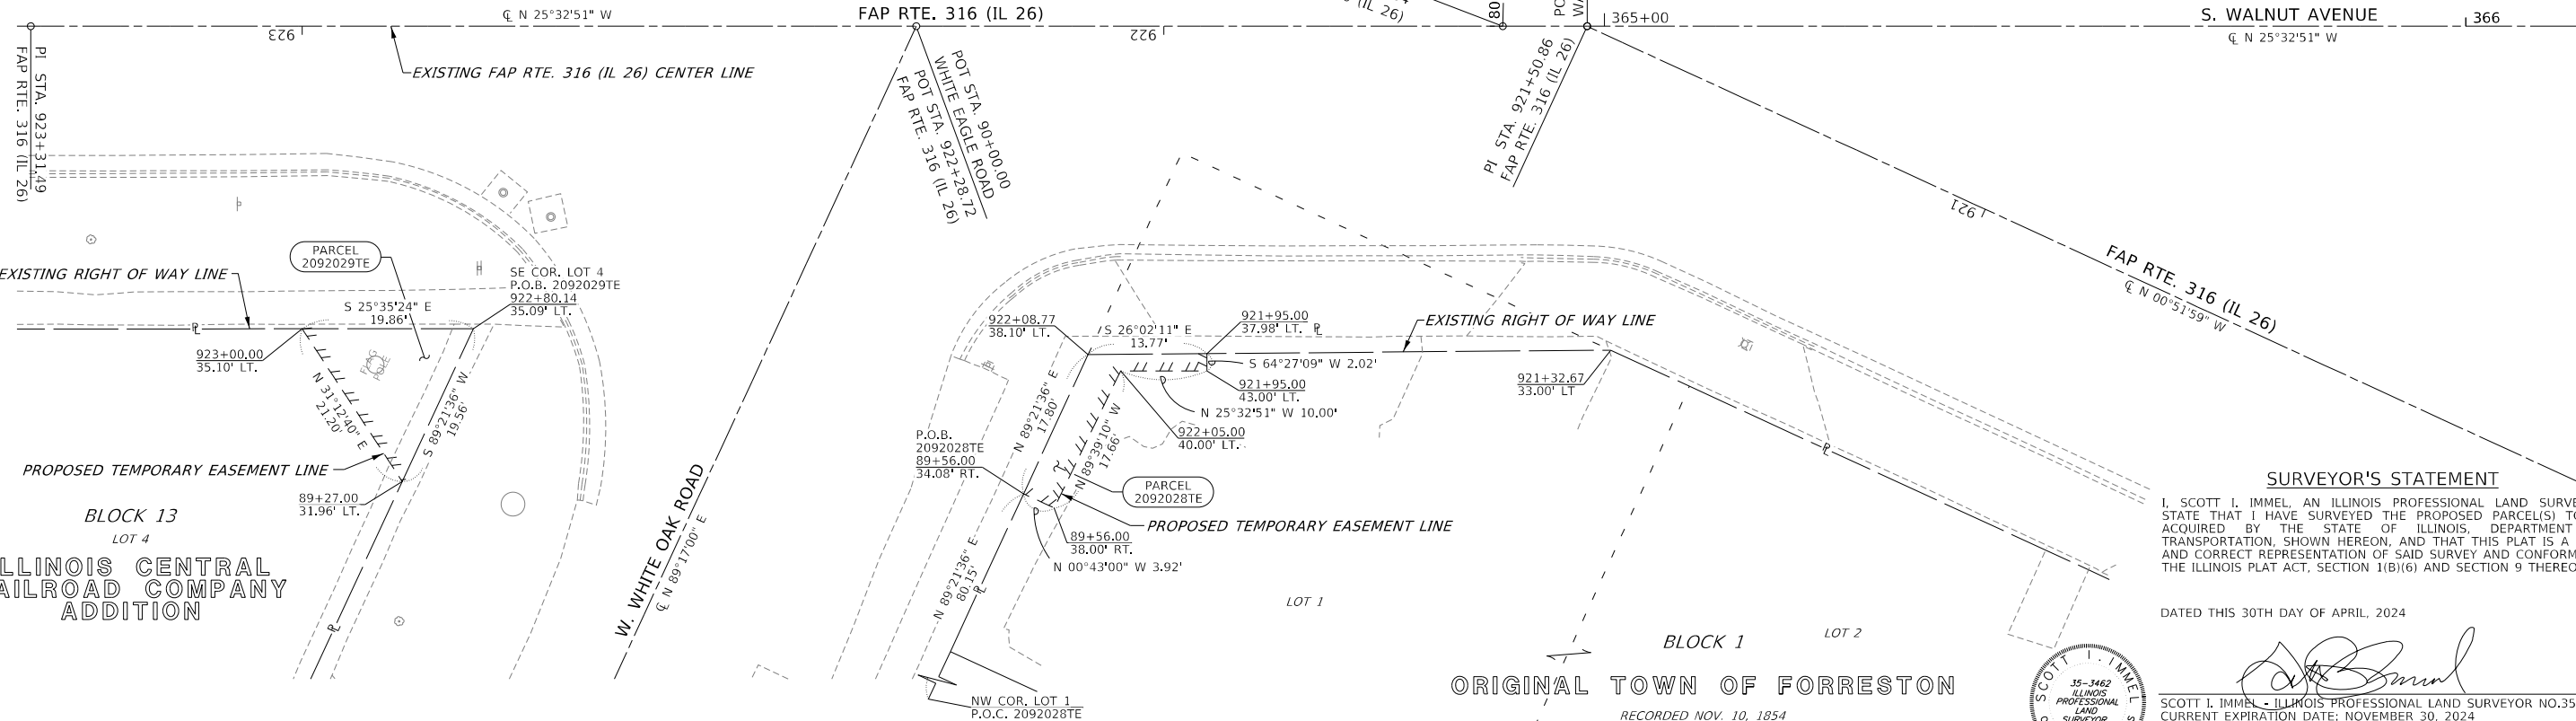 ℄ N 25°32'51" W
FAP RTE. 316 (IL 26)
(IL 26)
80
365+00
S. WALNUT AVENUE
366
℄ N 25°32'51" W
923
922
EXISTING FAP RTE. 316 (IL 26) CENTER LINE
PI STA. 923+31.49
FAP RTE. 316 (IL 26)
POT STA. 90+00.00
WHITE EAGLE ROAD
POT STA. 922+28.72
FAP RTE. 316 (IL 26)
PI STA. 921+50.86
FAP RTE. 316 (IL 26)
921
FAP RTE. 316 (IL 26)
℄ N 00°51'59" W
PARCEL
2092029TE
EXISTING RIGHT OF WAY LINE
SE COR. LOT 4
P.O.B. 2092029TE
922+80.14
35.09' LT.
S 25°35'24" E
19.86'
923+00.00
35.10' LT.
FLAG
POLE
N 31°12'40" E
21.20'
S 89°21'36" W
19.56'
PROPOSED TEMPORARY EASEMENT LINE
89+27.00
31.96' LT.
BLOCK 13
LOT 4
LLINOIS CENTRAL
AILROAD COMPANY
ADDITION
W. WHITE OAK ROAD
℄ N 89°17'00" E
922+08.77
38.10' LT.
S 26°02'11" E
13.77'
921+95.00
37.98' LT.
EXISTING RIGHT OF WAY LINE
S 64°27'09" W 2.02'
921+95.00
43.00' LT.
N 25°32'51" W 10.00'
922+05.00
40.00' LT.
921+32.67
33.00' LT
N 89°21'36" E
17.80'
N 89°39'10" W
17.66'
P.O.B.
2092028TE
89+56.00
34.08' RT.
PARCEL
2092028TE
PROPOSED TEMPORARY EASEMENT LINE
89+56.00
38.00' RT.
N 00°43'00" W 3.92'
N 89°21'36" E
80.15'
LOT 1
NW COR. LOT 1
P.O.C. 2092028TE
BLOCK 1
LOT 2
ORIGINAL TOWN OF FORRESTON
RECORDED NOV. 10, 1854
SURVEYOR'S STATEMENT
I, SCOTT I. IMMEL, AN ILLINOIS PROFESSIONAL LAND SURVE
STATE THAT I HAVE SURVEYED THE PROPOSED PARCEL(S) TO
ACQUIRED BY THE STATE OF ILLINOIS, DEPARTMENT
TRANSPORTATION, SHOWN HEREON, AND THAT THIS PLAT IS A
AND CORRECT REPRESENTATION OF SAID SURVEY AND CONFORM
THE ILLINOIS PLAT ACT, SECTION 1(B)(6) AND SECTION 9 THEREO
DATED THIS 30TH DAY OF APRIL, 2024
SCOTT I. IMMEL
35-3462
ILLINOIS
PROFESSIONAL
LAND
SURVEYOR
SCOTT I. IMMEL - ILLINOIS PROFESSIONAL LAND SURVEYOR NO.35
CURRENT EXPIRATION DATE: NOVEMBER 30, 2024